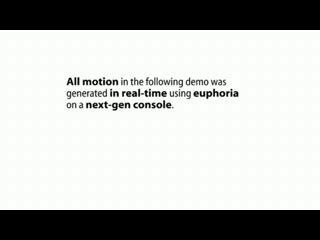 All motion in the following demo was
generated in real-time using euphoria
on a next-gen console.